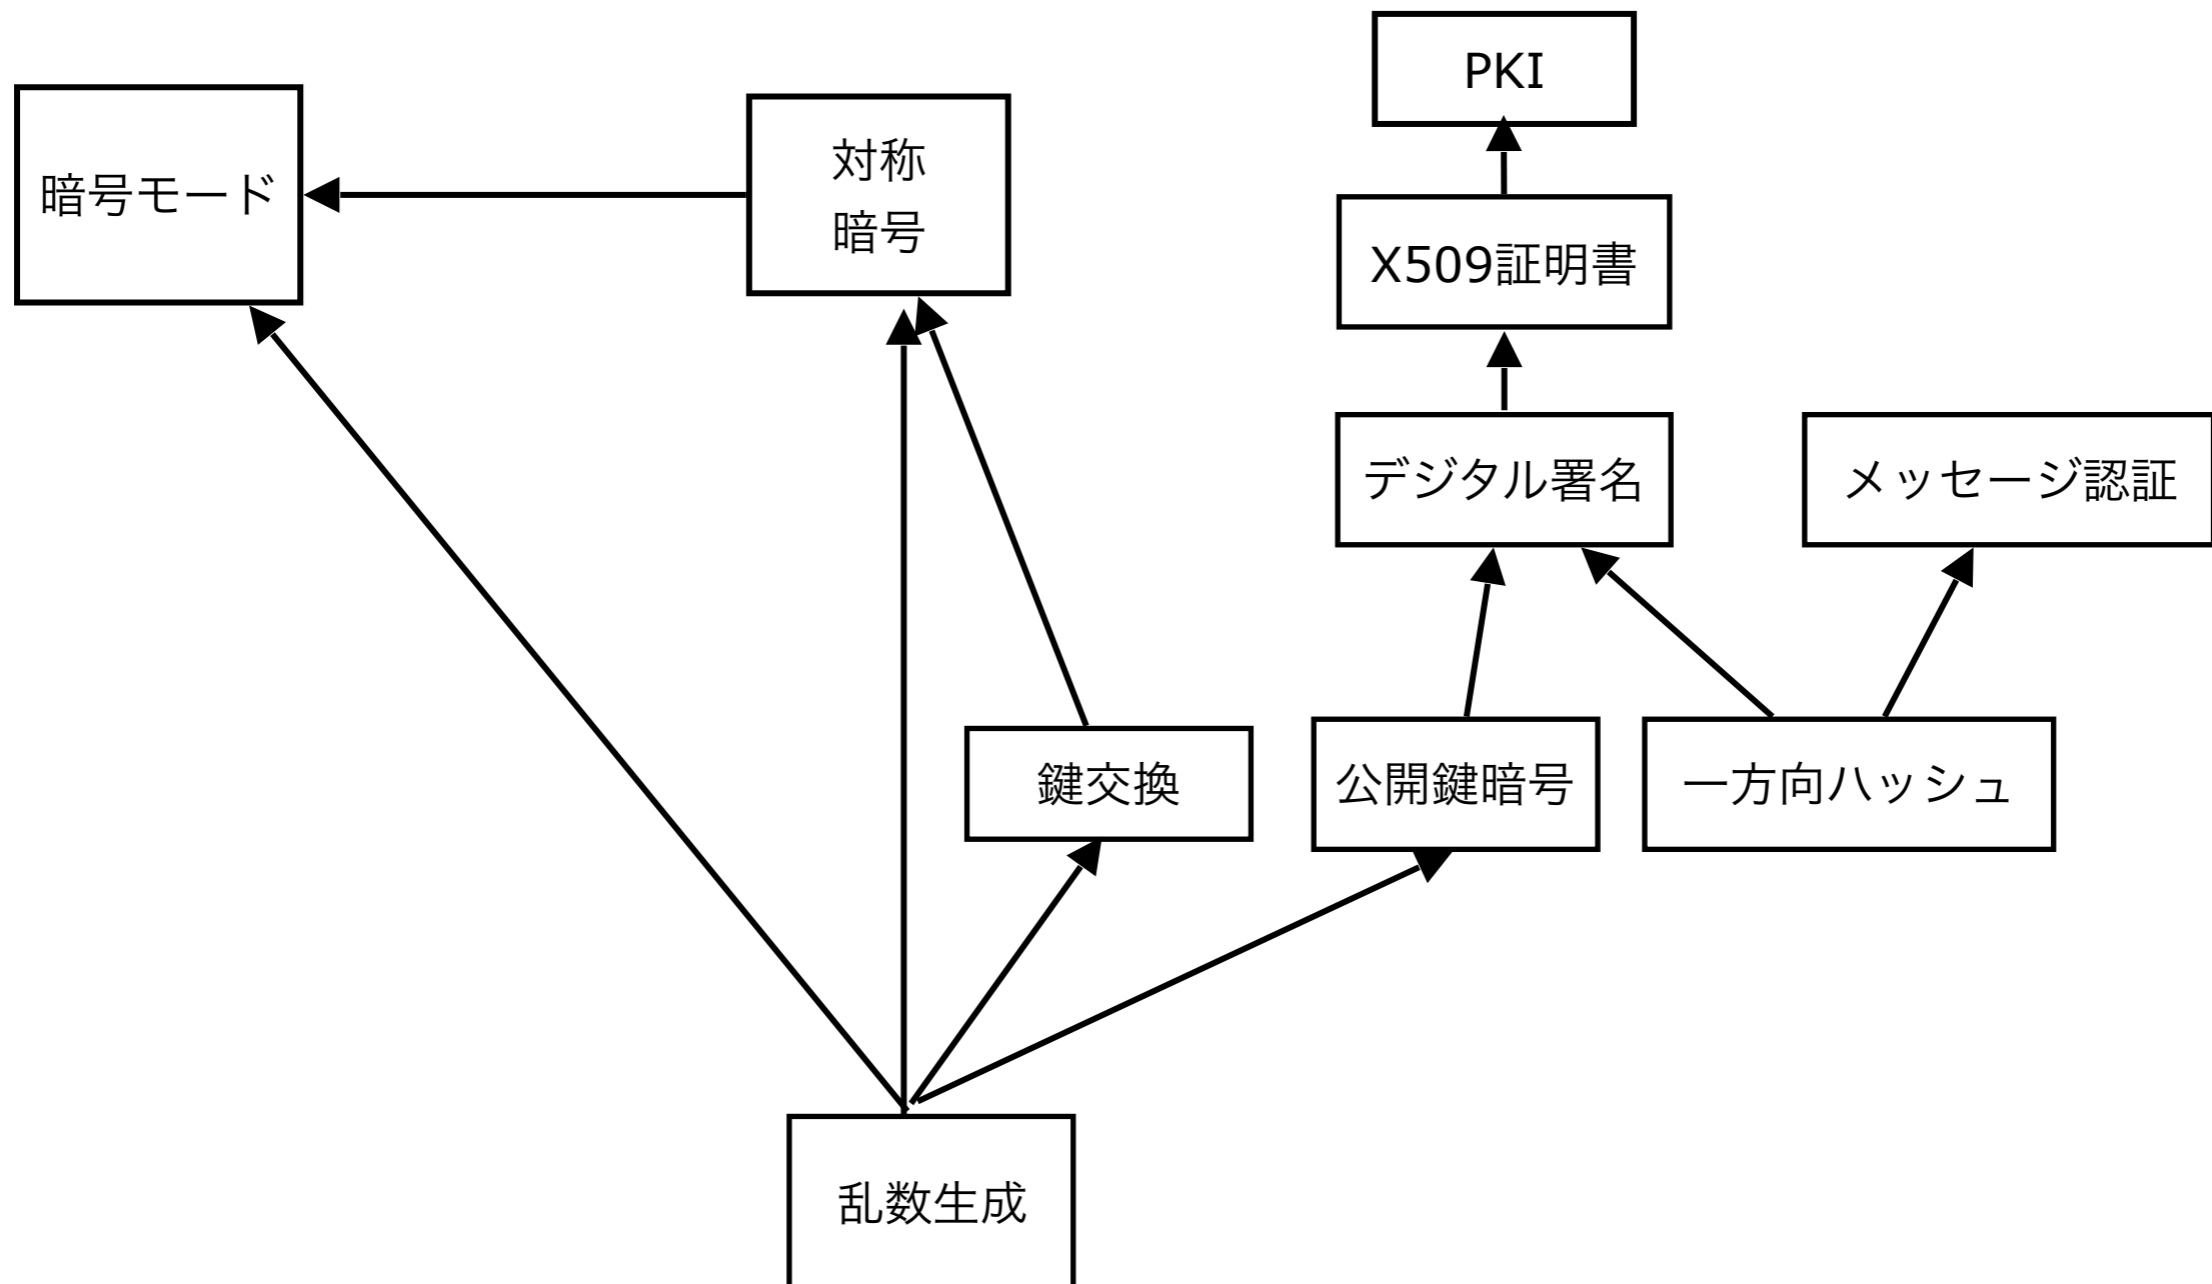 PKI
暗号モード
対称
暗号
X509証明書
デジタル署名
メッセージ認証
鍵交換
公開鍵暗号
一方向ハッシュ
乱数生成